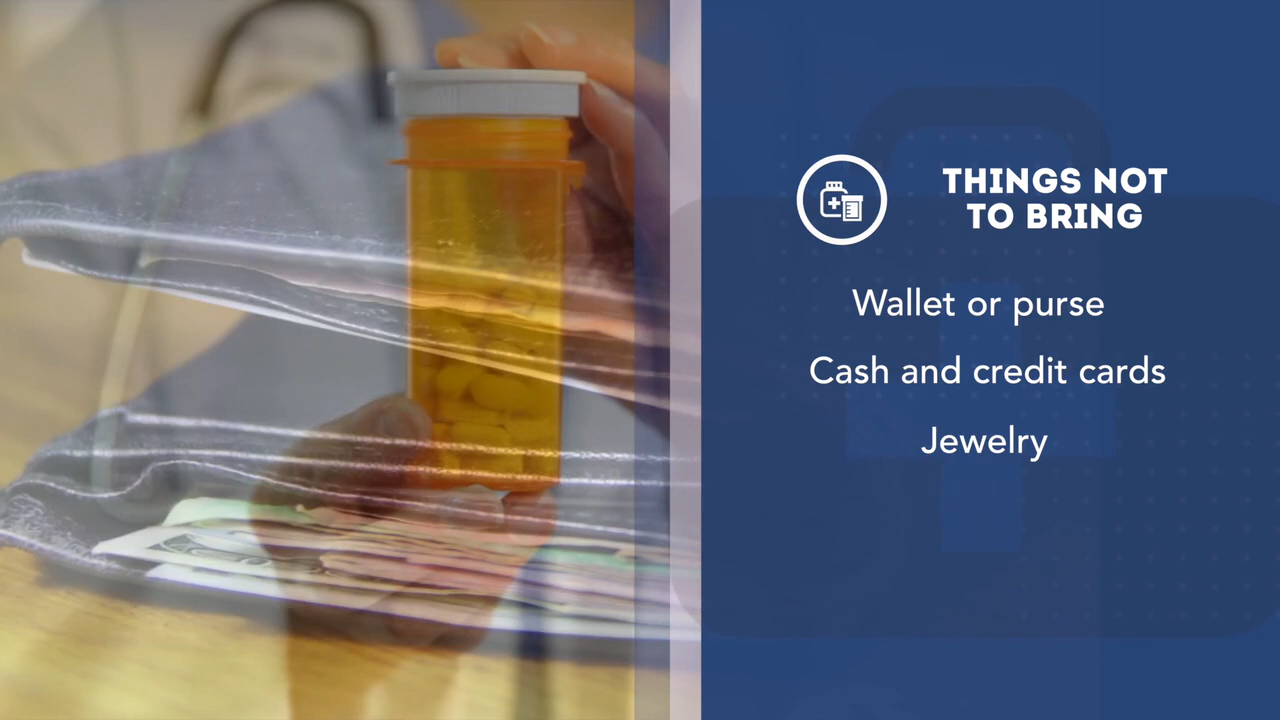 THINGS NOT
TO BRING
Wallet or purse
Cash and credit cards
Jewelry